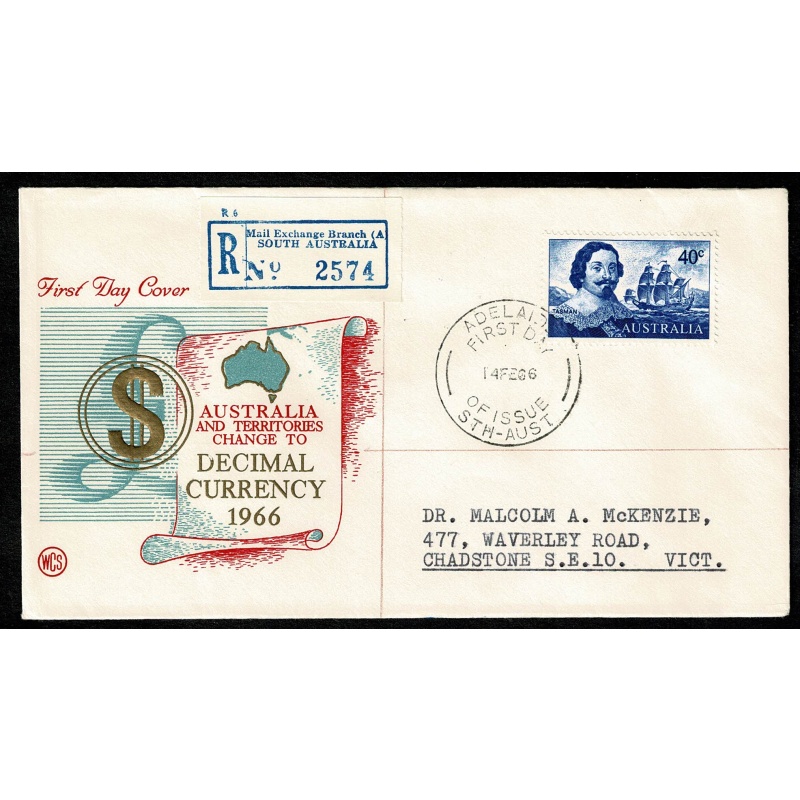 R 6
Mail Exchange Branch (A
SOUTH AUSTRALIA
R No 2574
First Day Cover
40c
TASMAN
AUSTRALIA
ADELAIDE
FIRST DAY
14FE66
OF ISSUE
STH-AUST
$
AUSTRALIA
AND TERRITORIES
CHANGE TO
DECIMAL
CURRENCY
1966
WCS
DR. MALCOLM A. McKENZIE,
477, WAVERLEY ROAD,
CHADSTONE S.E.10. VICT.